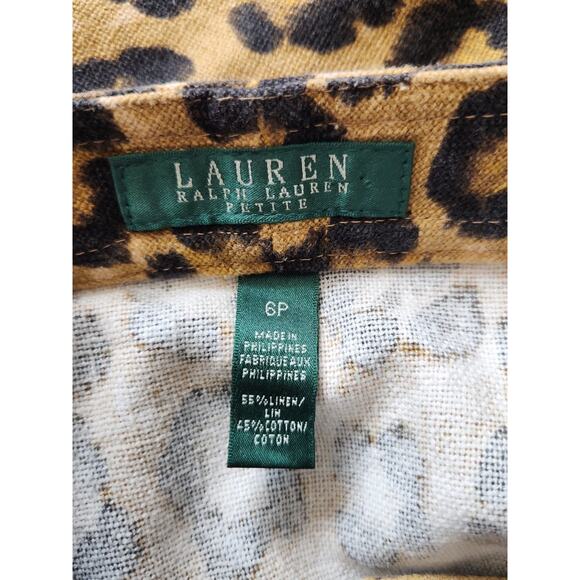 LAUREN
RALPH LAUREN
PETITE
6P
MADE IN
PHILIPPINES
FABRIQUE AUX
PHILIPPINES
55%LINEN/
LIN
45%COTTON/
COTON